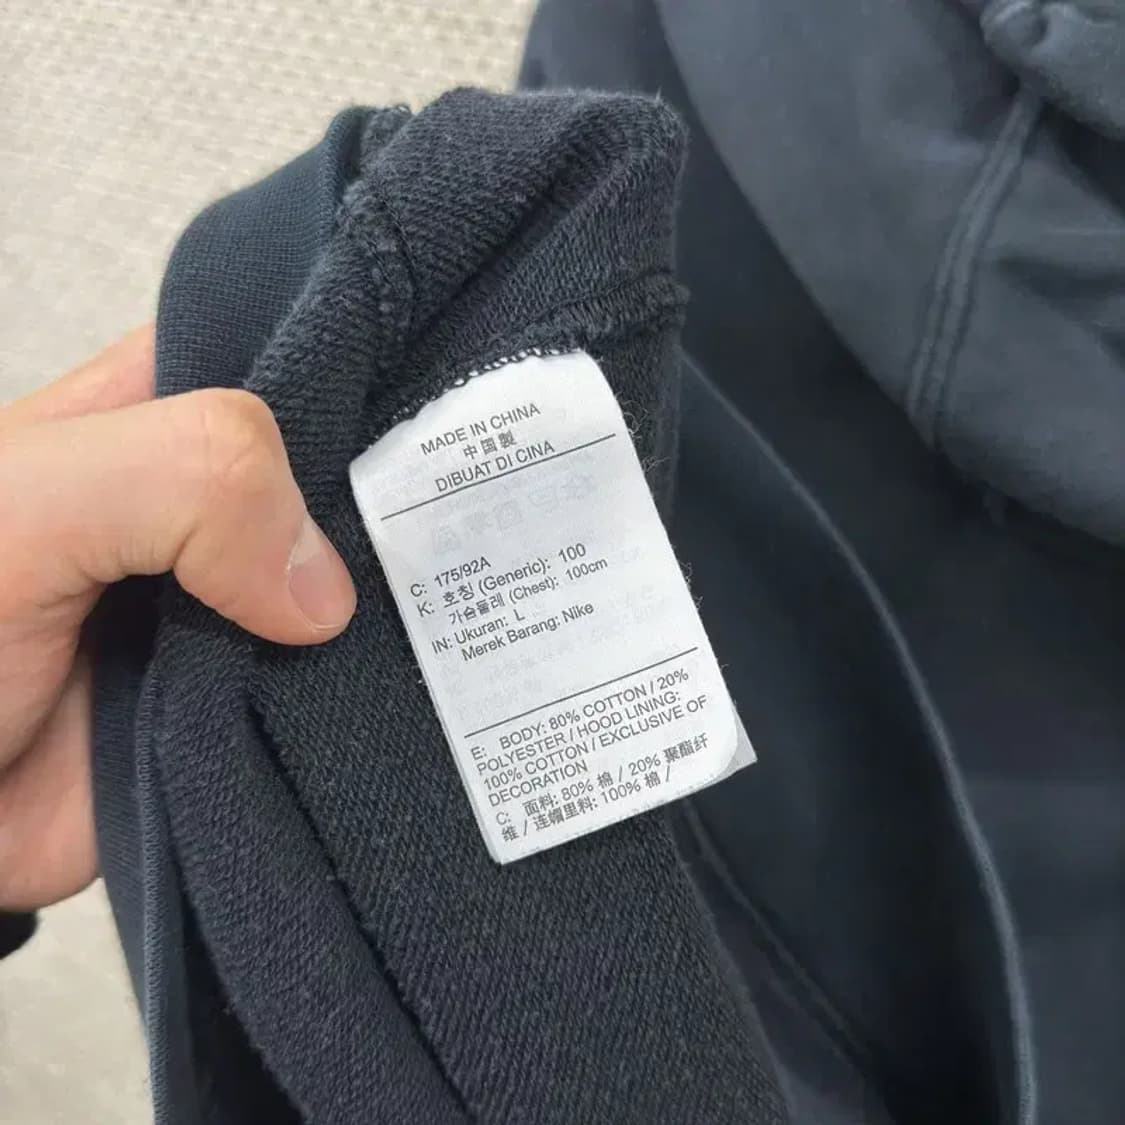 MADE IN CHINA
中国製
DIBUAT DI CINA
C: 175/92A
K: 호칭 (Generic): 100
가슴둘레 (Chest): 100cm
IN: Ukuran: L
Merek Barang: Nike
E: BODY: 80% COTTON / 20%
POLYESTER / HOOD LINING:
100% COTTON / EXCLUSIVE OF
DECORATION
C: 面料: 80% 棉 / 20% 聚酯纤
维 / 连帽里料: 100% 棉 /